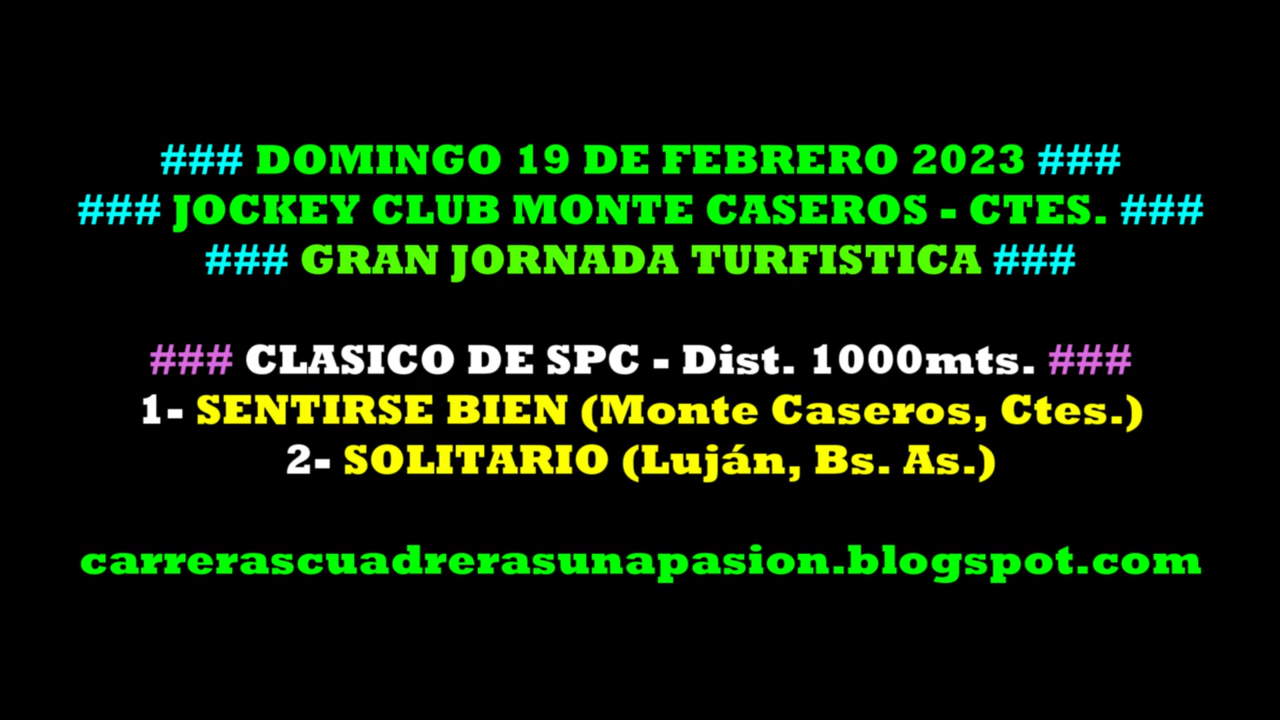 ### DOMINGO 19 DE FEBRERO 2023 ###
### JOCKEY CLUB MONTE CASEROS - CTES. ###
### GRAN JORNADA TURFISTICA ###
### CLASICO DE SPC - Dist. 1000mts. ###
1- SENTIRSE BIEN (Monte Caseros, Ctes.)
2- SOLITARIO (Luján, Bs. As.)
carrerascuadrerasunapasion.blogspot.com